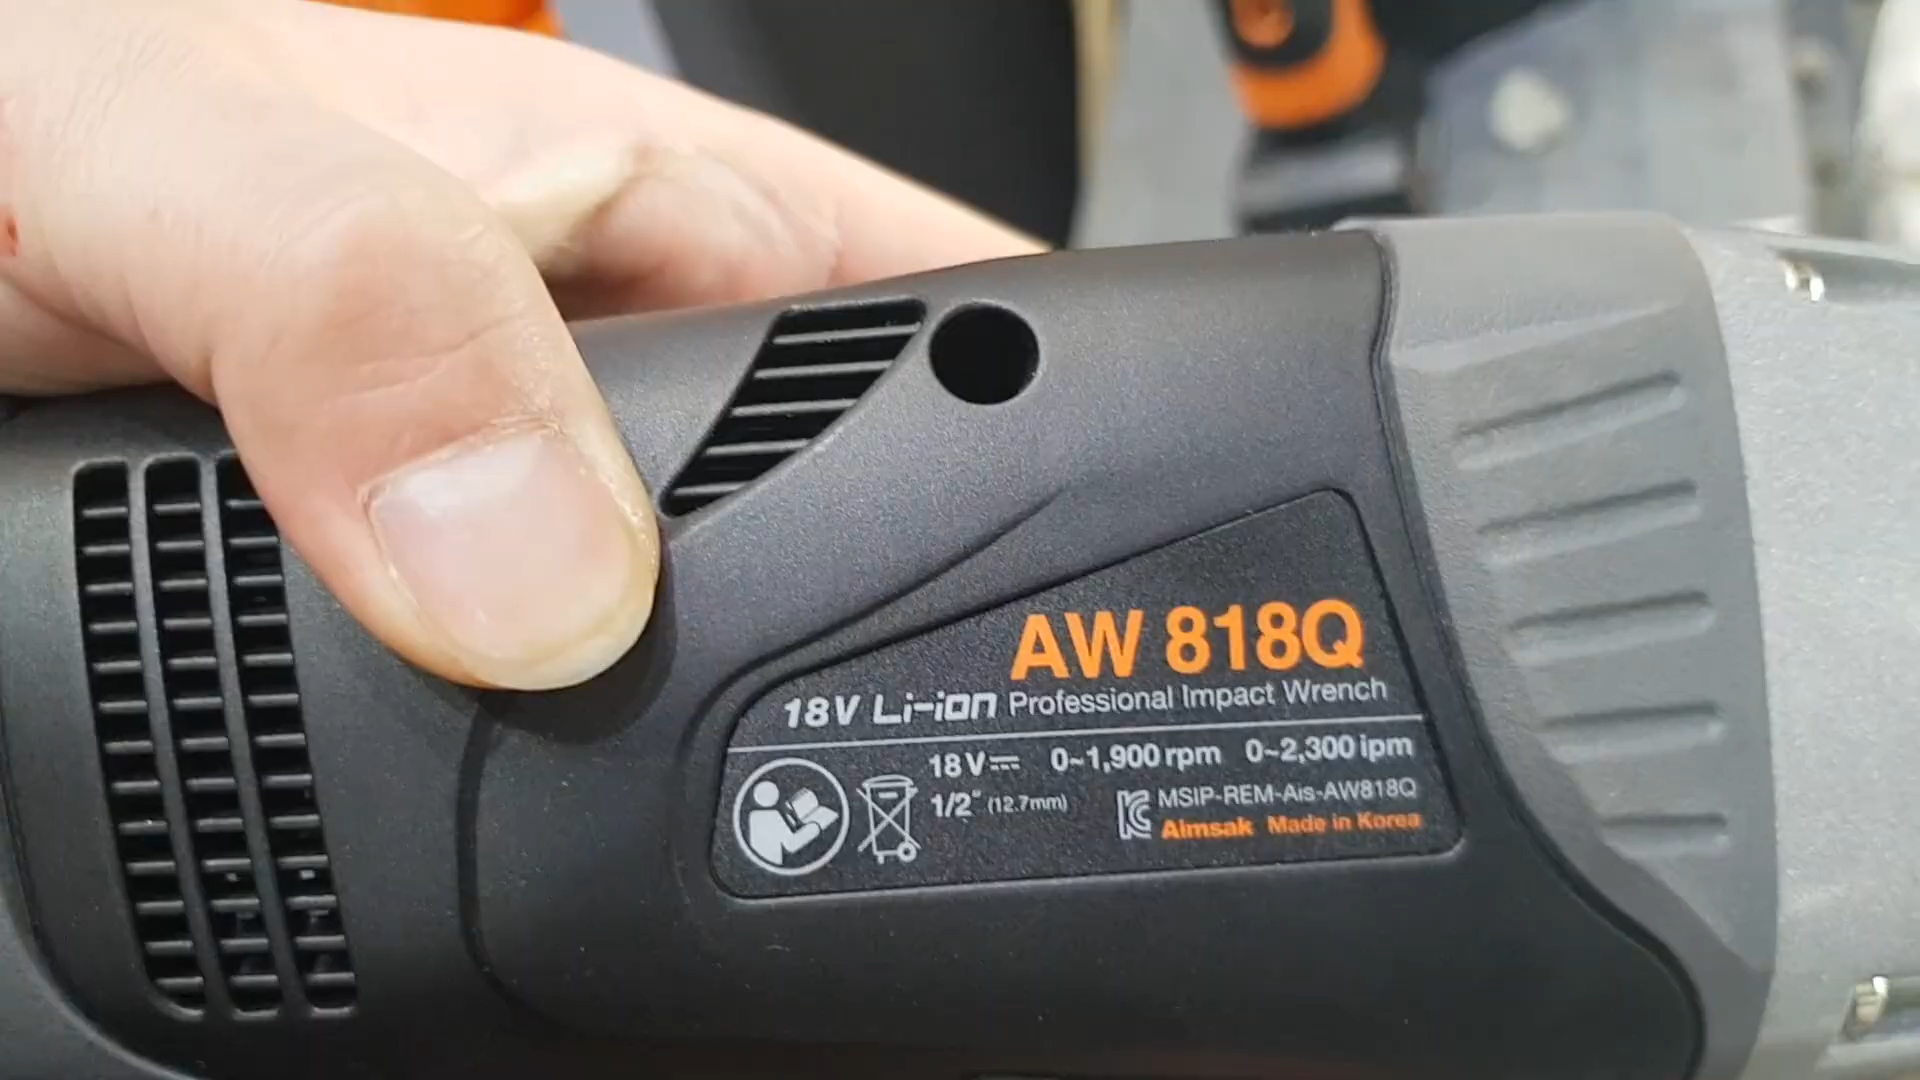 AW 818Q
18V Li-ion Professional Impact Wrench
18V⎓ 0~1,900 rpm 0~2,300 ipm
1/2" (12.7mm)
MSIP-REM-Ais-AW818Q
Aimsak Made in Korea